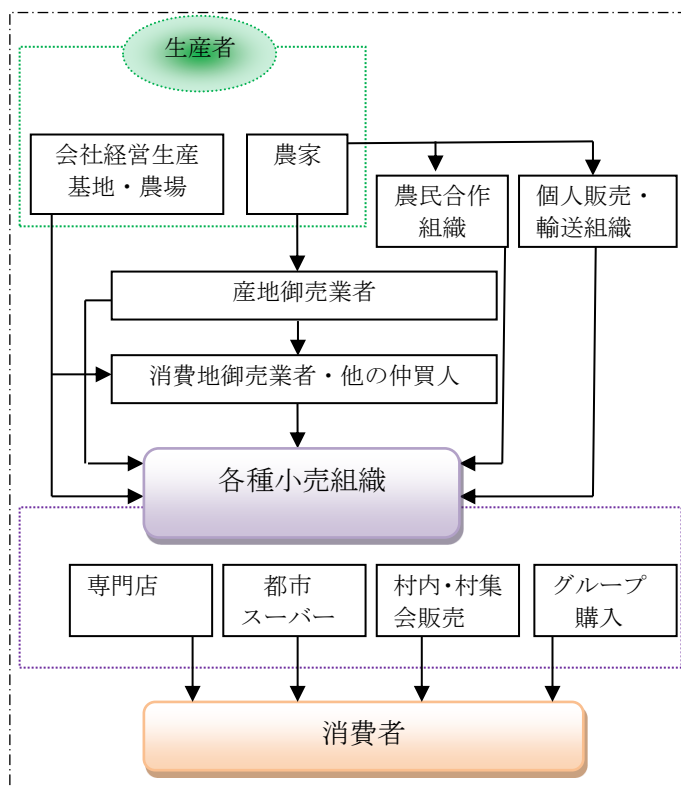 生産者
会社経営生産
基地・農場
農家
農民合作
組織
個人販売・
輸送組織
産地御売業者
消費地御売業者・他の仲買人
各種小売組織
専門店
都市
スーバー
村内・村集
会販売
グループ
購入
消費者